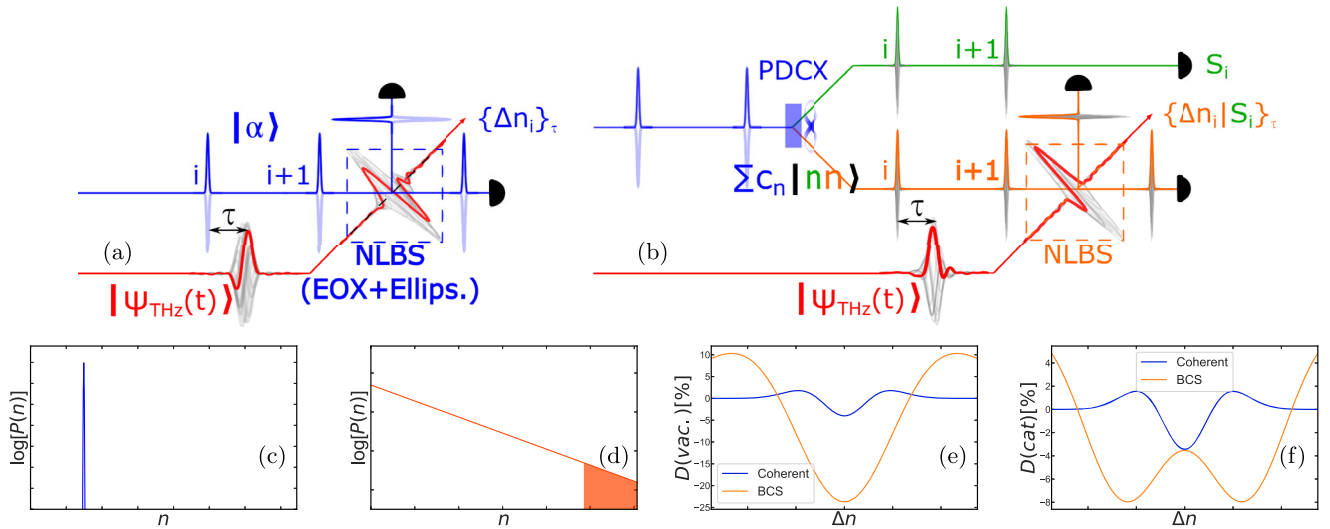 |α⟩
i
i+1
τ
{Δn_i}_τ
(a)
NLBS
(EOX+Ellips.)
|ψ_THz(t)⟩
PDCX
i
i+1
S_i
{Δn_i|S_i}_τ
Σc_n|nn⟩
i
i+1
τ
(b)
NLBS
|ψ_THz(t)⟩
log[P(n)]
n
(c)
log[P(n)]
n
(d)
D(vac.)[%]
10
5
0
−5
−10
−15
−20
−25
Coherent
BCS
(e)
Δn
D(cat)[%]
4
2
0
−2
−4
−6
−8
Coherent
BCS
(f)
Δn